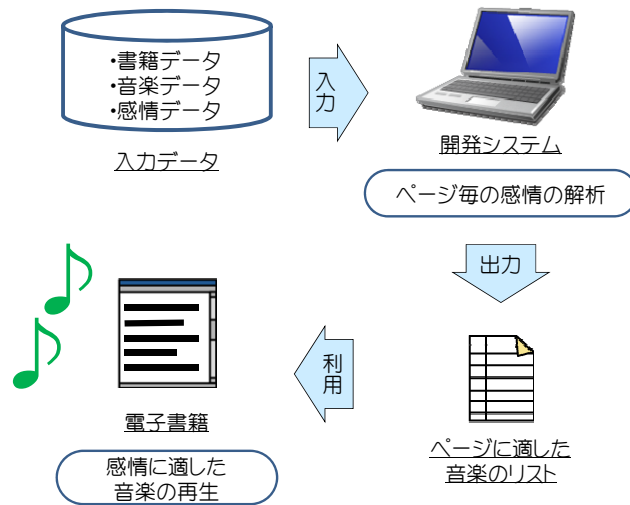 ・書籍データ
・音楽データ
・感情データ
入力データ
入力
開発システム
ページ毎の感情の解析
出力
ページに適した
音楽のリスト
利用
電子書籍
感情に適した
音楽の再生